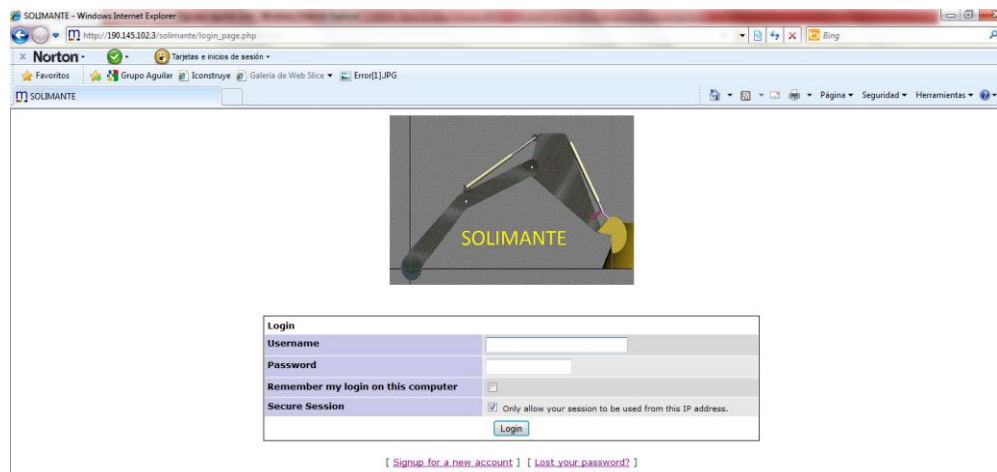 SOLIMANTE - Windows Internet Explorer
http://190.145.102.3/solimante/login_page.php
Bing
× Norton
Tarjetas e inicios de sesión
Favoritos Grupo Aguilar Iconstruye Galería de Web Slice Error[1].JPG
SOLIMANTE Página Seguridad Herramientas
SOLIMANTE
Login
Username
Password
Remember my login on this computer
Secure Session Only allow your session to be used from this IP address.
Login
[ Signup for a new account ] [ Lost your password? ]